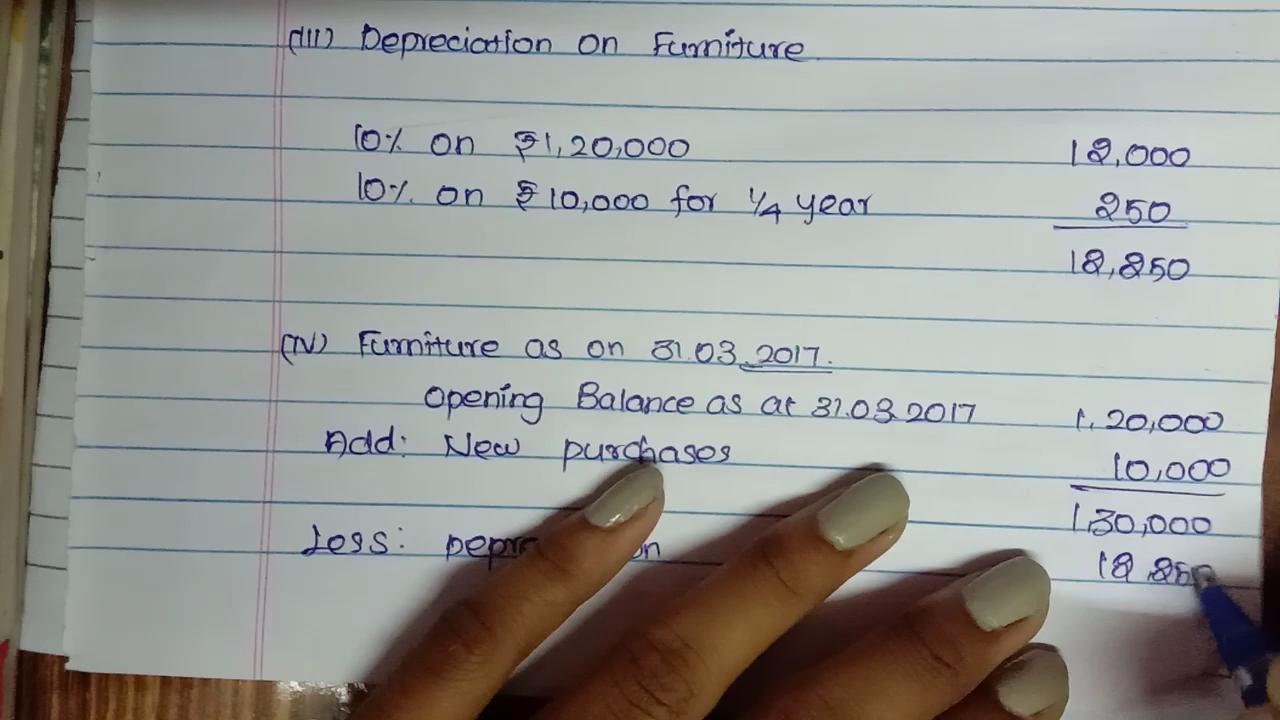 (III) Depreciation on Furniture
10% on ₹1,20,000 12,000
10% on ₹10,000 for 1/4 year 250
12,250
(IV) Furniture as on 31.03.2017.
Opening Balance as at 31.03.2017 1,20,000
Add: New purchases 10,000
1,30,000
Less: 12 250